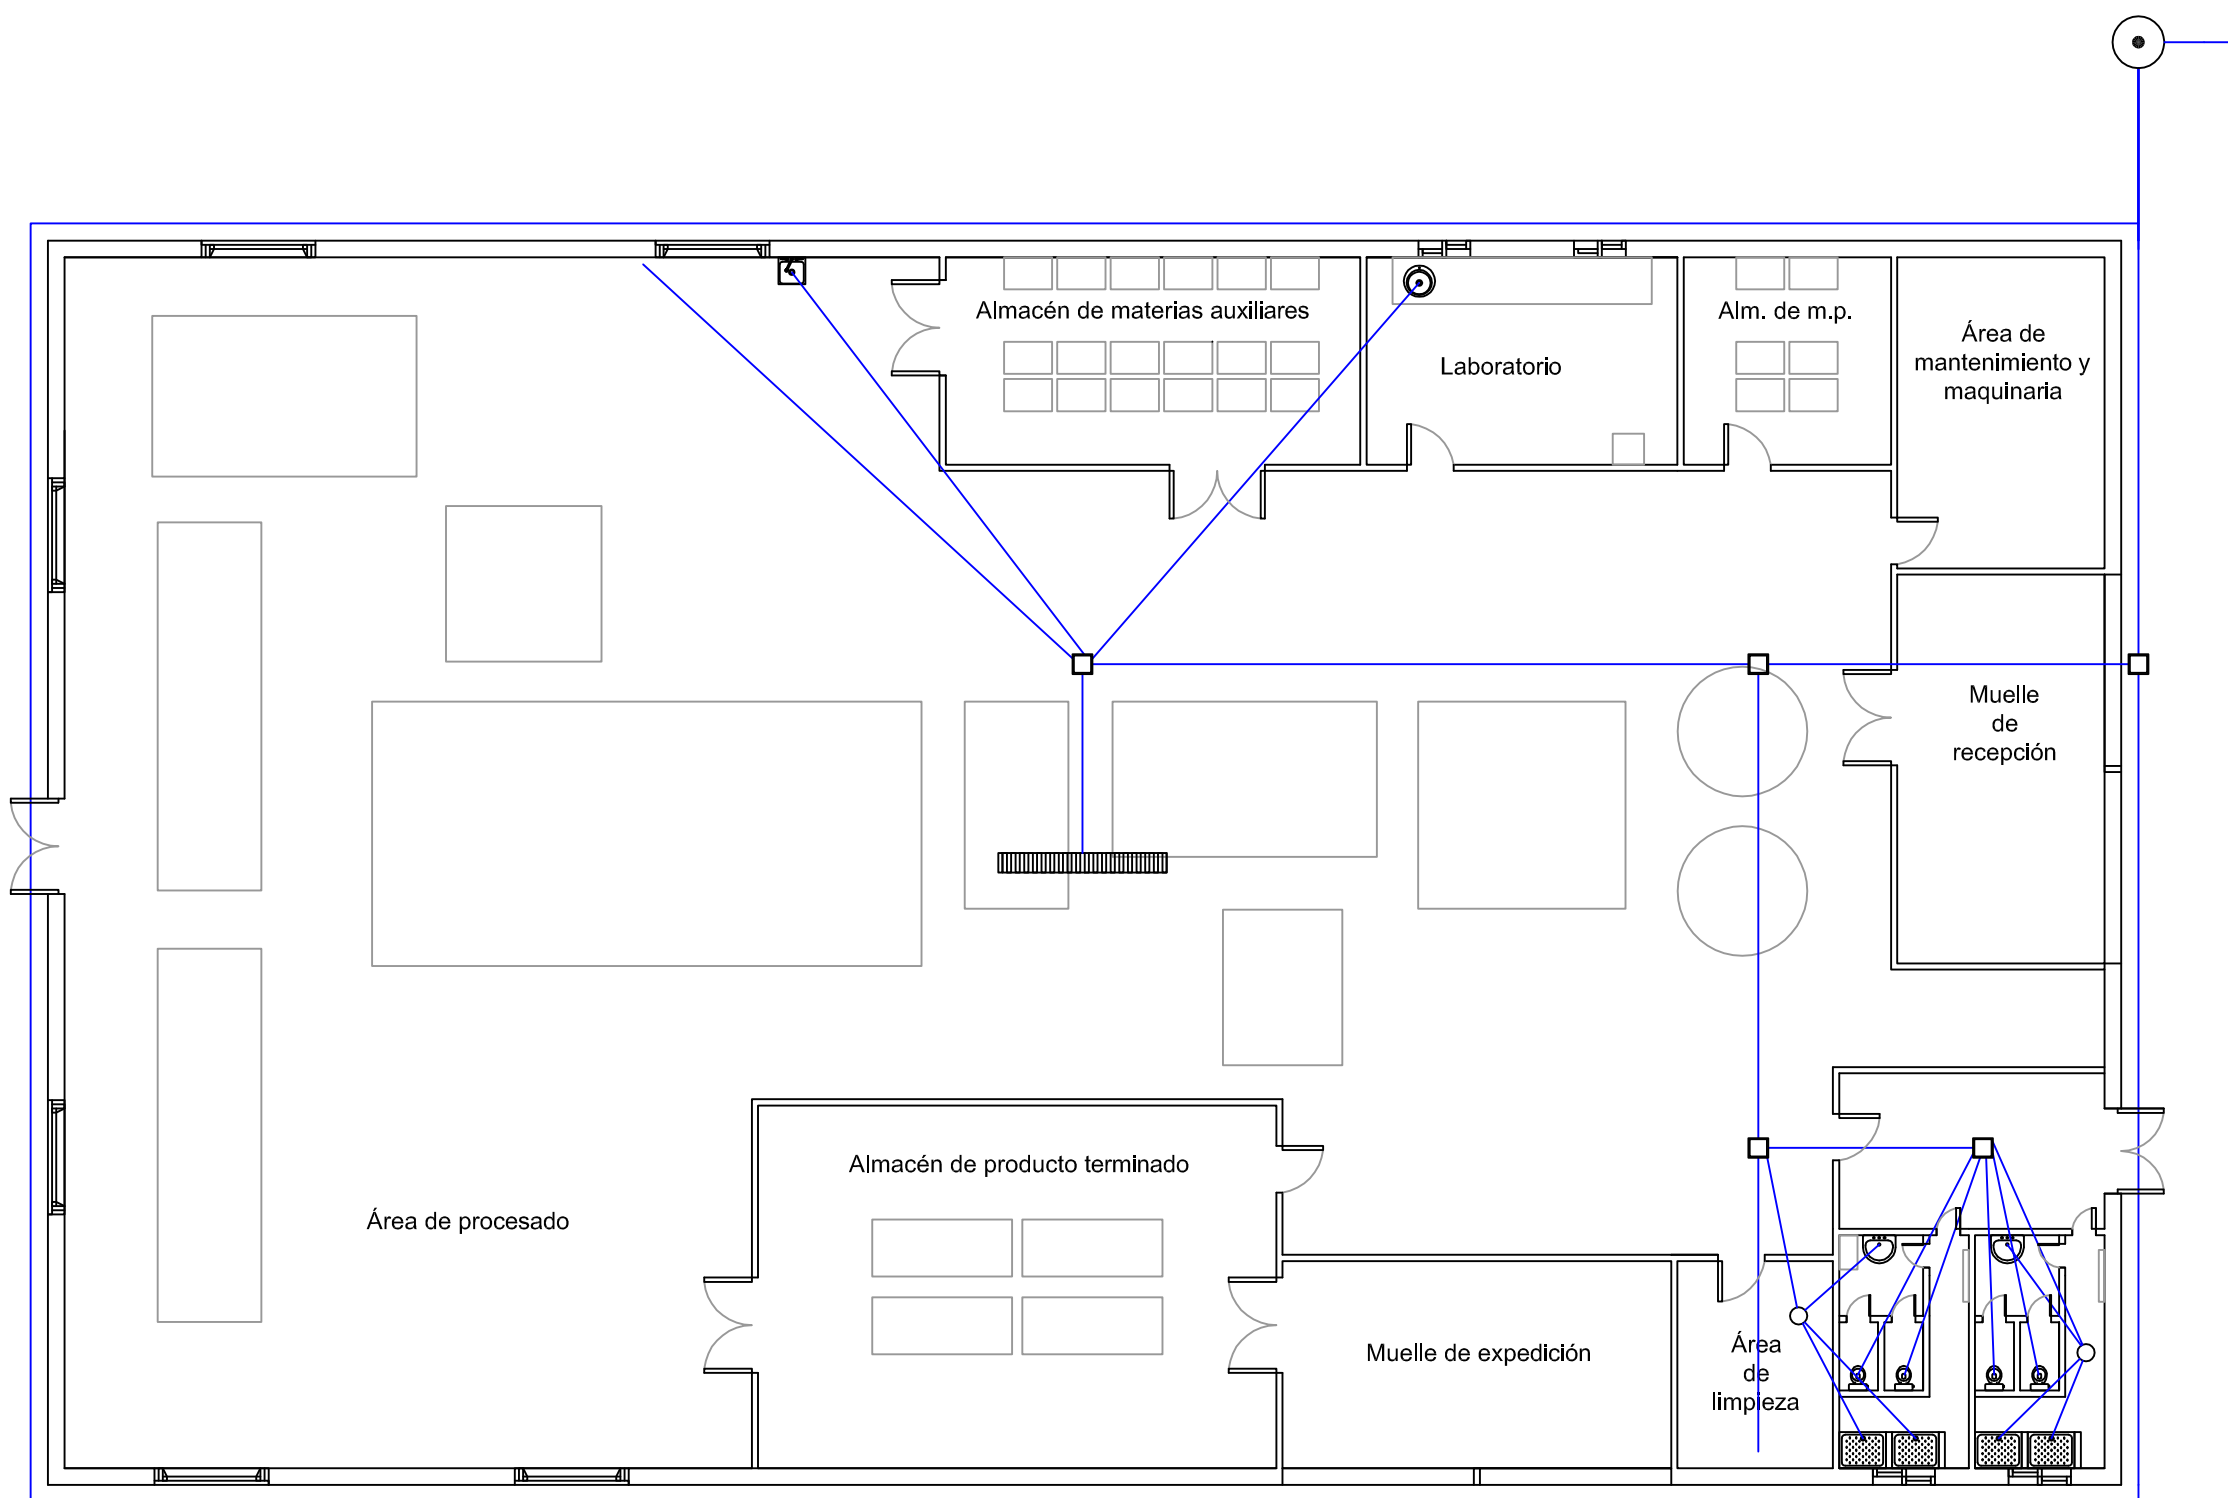 Almacén de materias auxiliares
Alm. de m.p.
Área de
mantenimiento y
maquinaria
Laboratorio
Muelle
de
recepción
Almacén de producto terminado
Área de procesado
Muelle de expedición
Área
de
limpieza